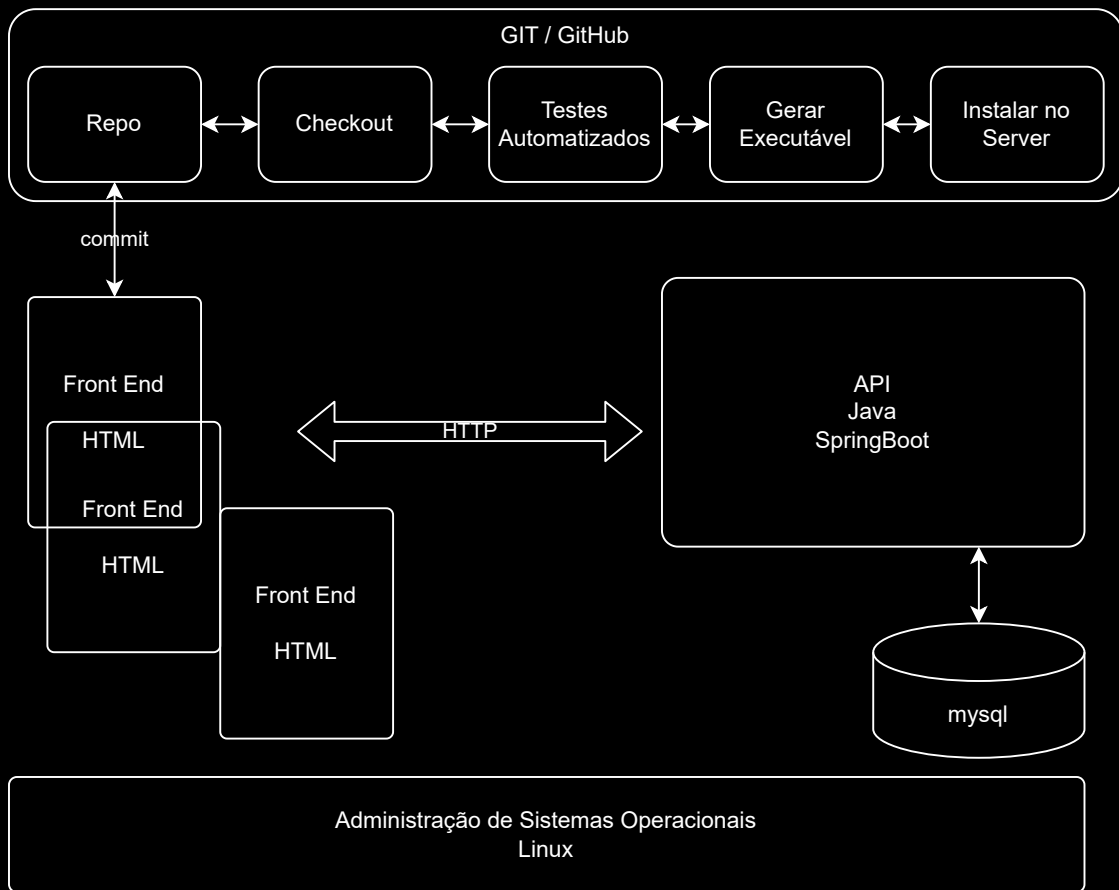 GIT / GitHub
Repo
Checkout
Testes
Automatizados
Gerar
Executável
Instalar no
Server
commit
Front End
HTML
Front End
HTML
Front End
HTML
HTTP
API
Java
SpringBoot
mysql
Administração de Sistemas Operacionais
Linux